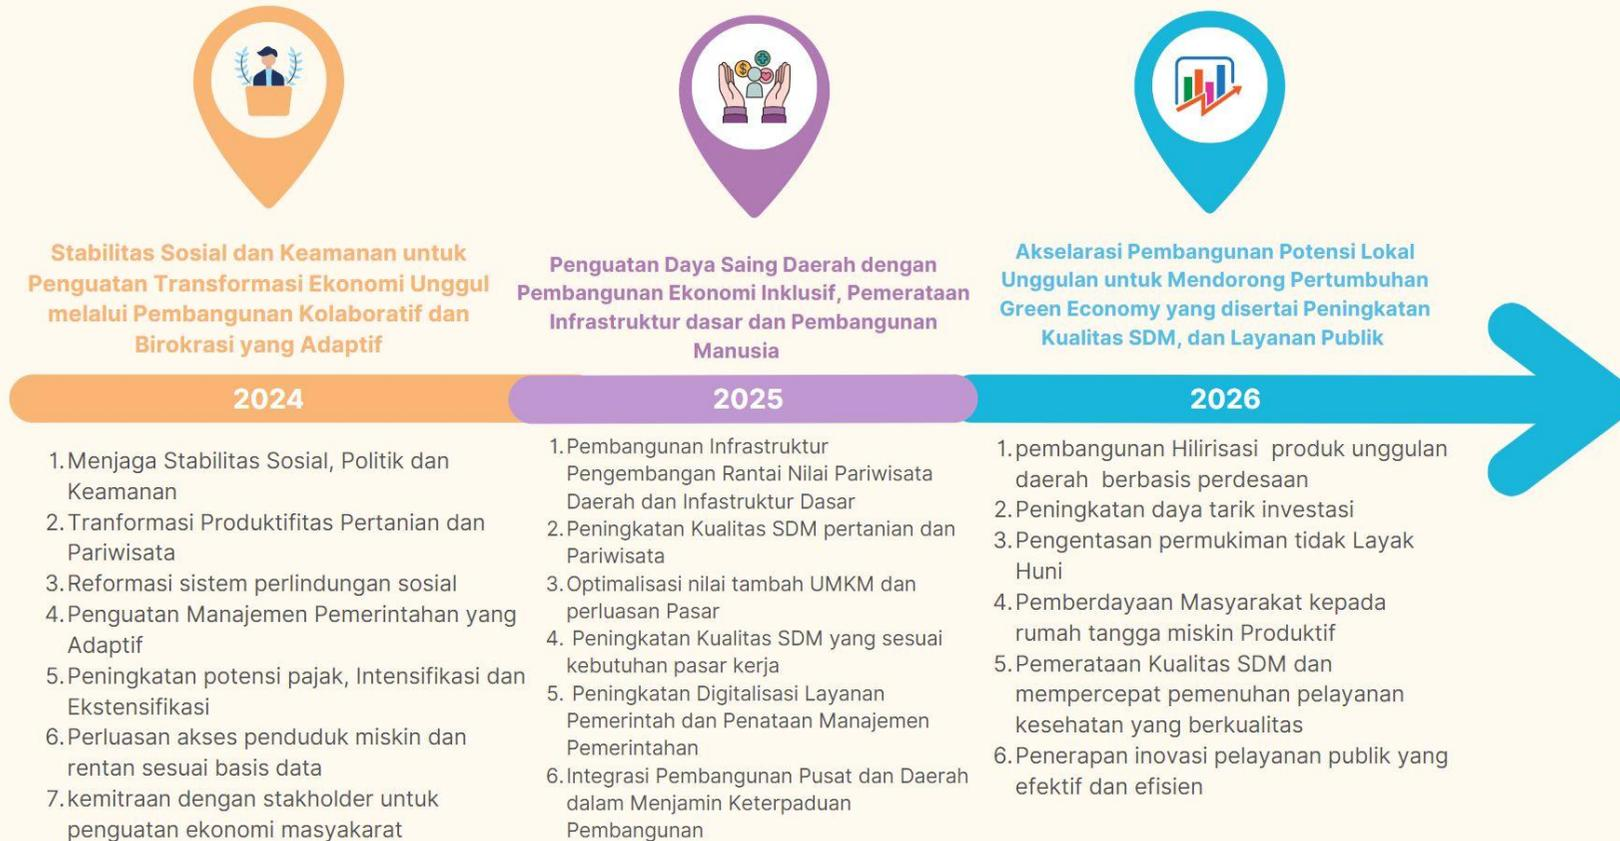 Stabilitas Sosial dan Keamanan untuk
Penguatan Transformasi Ekonomi Unggul
melalui Pembangunan Kolaboratif dan
Birokrasi yang Adaptif
2024
1. Menjaga Stabilitas Sosial, Politik dan
Keamanan
2. Tranformasi Produktifitas Pertanian dan
Pariwisata
3. Reformasi sistem perlindungan sosial
4. Penguatan Manajemen Pemerintahan yang
Adaptif
5. Peningkatan potensi pajak, Intensifikasi dan
Ekstensifikasi
6. Perluasan akses penduduk miskin dan
rentan sesuai basis data
7. kemitraan dengan stakholder untuk
penguatan ekonomi masyakarat
Penguatan Daya Saing Daerah dengan
Pembangunan Ekonomi Inklusif, Pemerataan
Infrastruktur dasar dan Pembangunan
Manusia
2025
1. Pembangunan Infrastruktur
Pengembangan Rantai Nilai Pariwisata
Daerah dan Infastruktur Dasar
2. Peningkatan Kualitas SDM pertanian dan
Pariwisata
3. Optimalisasi nilai tambah UMKM dan
perluasan Pasar
4. Peningkatan Kualitas SDM yang sesuai
kebutuhan pasar kerja
5. Peningkatan Digitalisasi Layanan
Pemerintah dan Penataan Manajemen
Pemerintahan
6. Integrasi Pembangunan Pusat dan Daerah
dalam Menjamin Keterpaduan
Pembangunan
Akselarasi Pembangunan Potensi Lokal
Unggulan untuk Mendorong Pertumbuhan
Green Economy yang disertai Peningkatan
Kualitas SDM, dan Layanan Publik
2026
1. pembangunan Hilirisasi produk unggulan
daerah berbasis perdesaan
2. Peningkatan daya tarik investasi
3. Pengentasan permukiman tidak Layak
Huni
4. Pemberdayaan Masyarakat kepada
rumah tangga miskin Produktif
5. Pemerataan Kualitas SDM dan
mempercepat pemenuhan pelayanan
kesehatan yang berkualitas
6. Penerapan inovasi pelayanan publik yang
efektif dan efisien